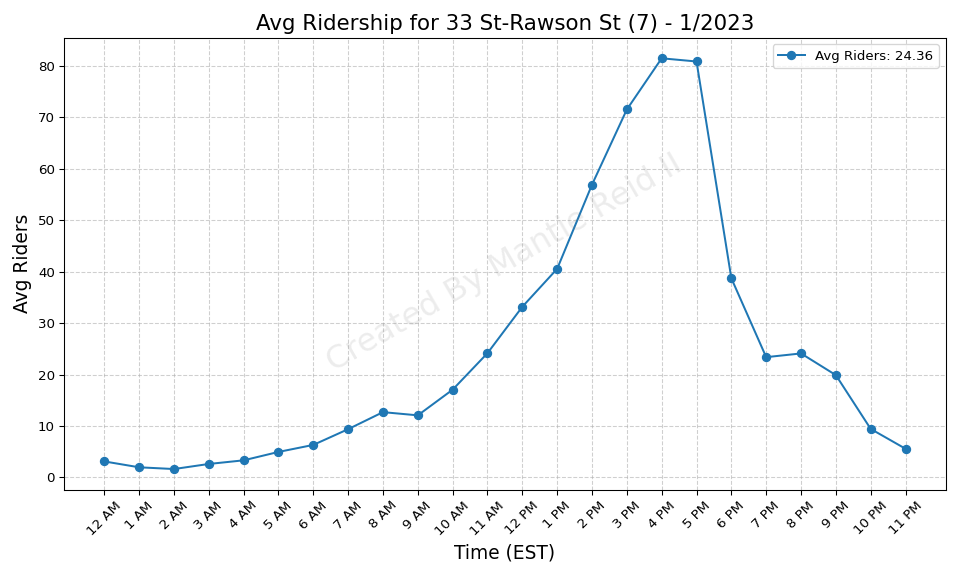 Avg Ridership for 33 St-Rawson St (7) - 1/2023
Avg Riders: 24.36
80
70
60
50
40
30
20
10
0
Avg Riders
Created By Mantio Reid II
12 AM
1 AM
2 AM
3 AM
4 AM
5 AM
6 AM
7 AM
8 AM
9 AM
10 AM
11 AM
12 PM
1 PM
2 PM
3 PM
4 PM
5 PM
6 PM
7 PM
8 PM
9 PM
10 PM
11 PM
Time (EST)